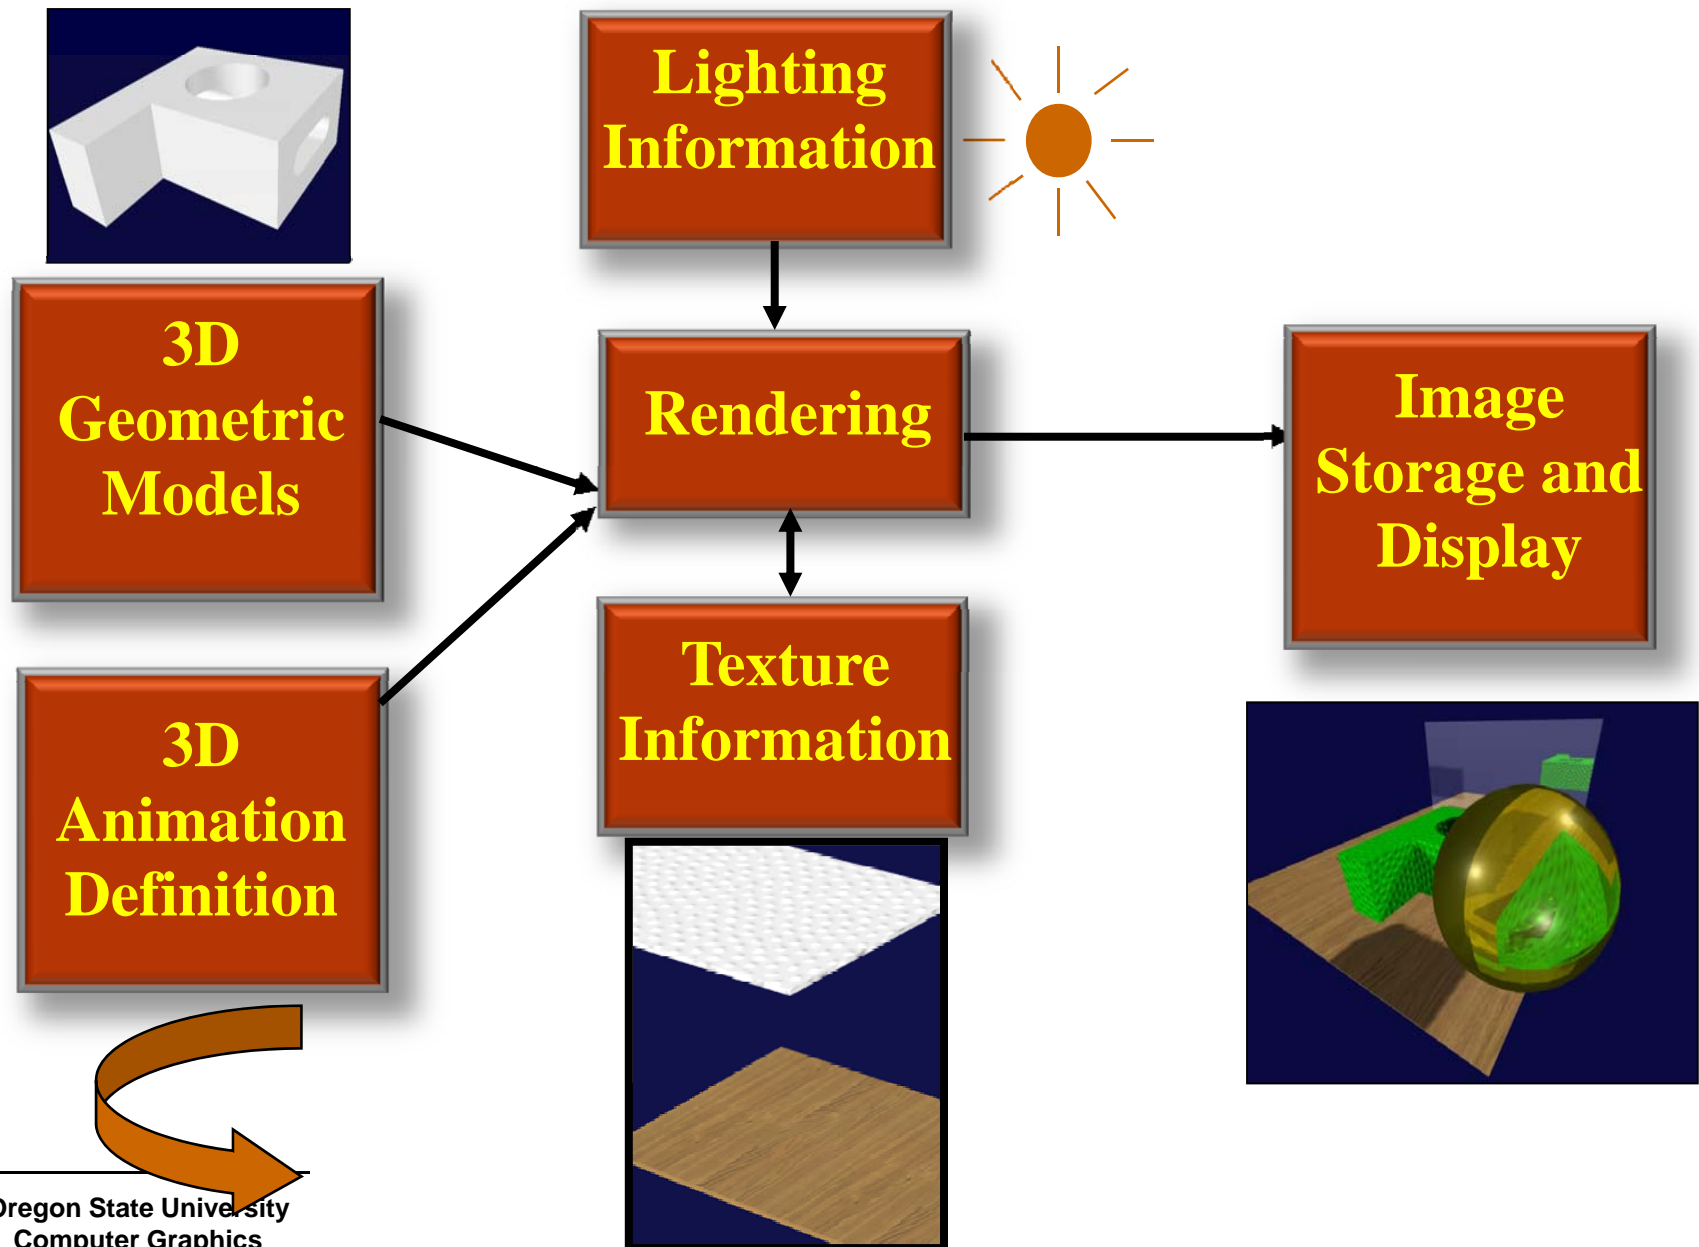 Lighting
Information
3D
Geometric
Models
Rendering
Image
Storage and
Display
Texture
Information
3D
Animation
Definition
Oregon State University
Computer Graphics